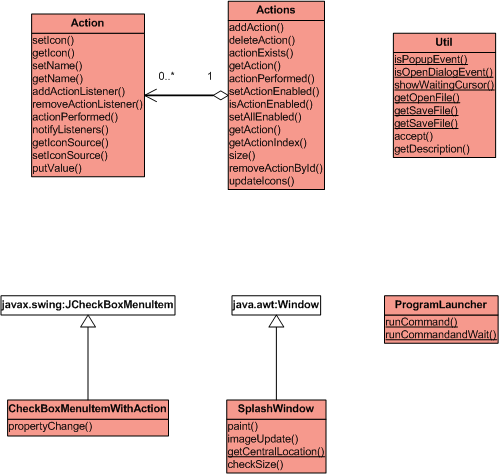 Action
setIcon()
getIcon()
setName()
getName()
addActionListener()
removeActionListener()
actionPerformed()
notifyListeners()
getIconSource()
setIconSource()
putValue()
0..*
1
Actions
addAction()
deleteAction()
actionExists()
getAction()
actionPerformed()
setActionEnabled()
isActionEnabled()
setAllEnabled()
getAction()
getActionIndex()
size()
removeActionById()
updateIcons()
Util
isPopupEvent()
isOpenDialogEvent()
showWaitingCursor()
getOpenFile()
getSaveFile()
getSaveFile()
accept()
getDescription()
javax.swing:JCheckBoxMenuItem
java.awt:Window
ProgramLauncher
runCommand()
runCommandandWait()
CheckBoxMenuItemWithAction
propertyChange()
SplashWindow
paint()
imageUpdate()
getCentralLocation()
checkSize()